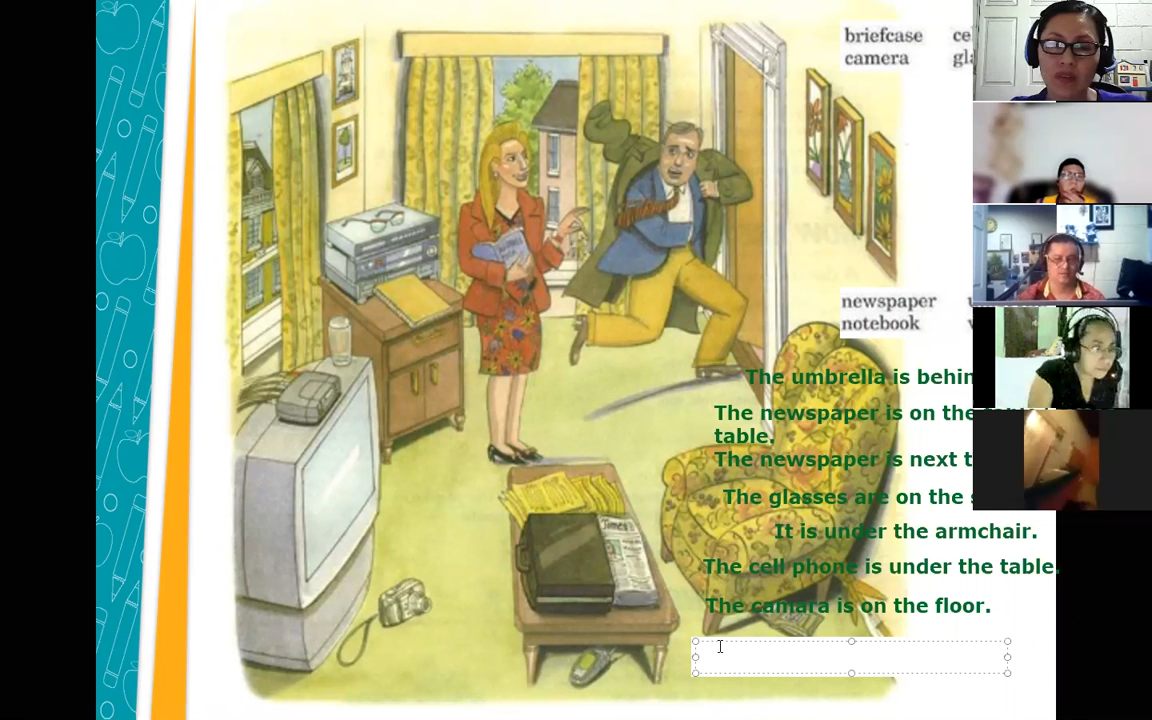 briefcase
camera
newspaper
notebook
The umbrella is
The newspaper is on the
table.
The newspaper is next
The glasses are on the
It is under the armchair.
The cell phone is under the table.
The camara is on the floor.
Times